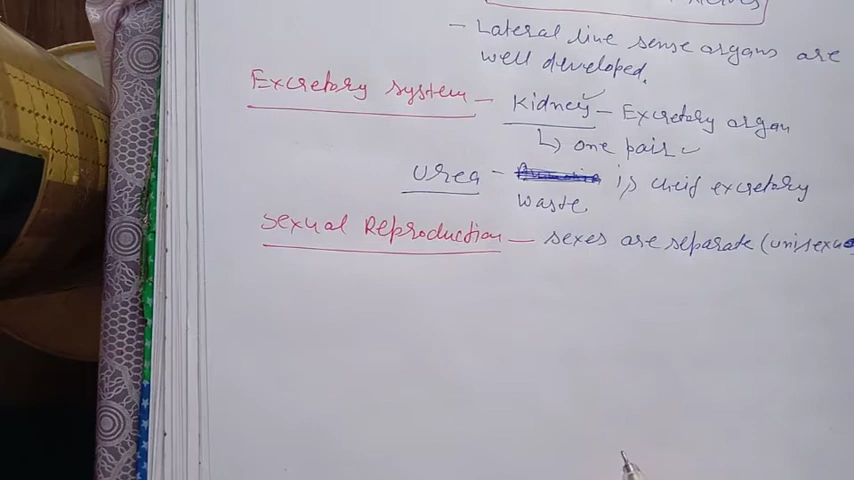 - Lateral line sense organs are
well developed.
Excretory system - Kidney - Excretory organ
↳ one pair
Urea - is cheif excretory
waste.
Sexual Reproduction - sexes are separate (unisexu